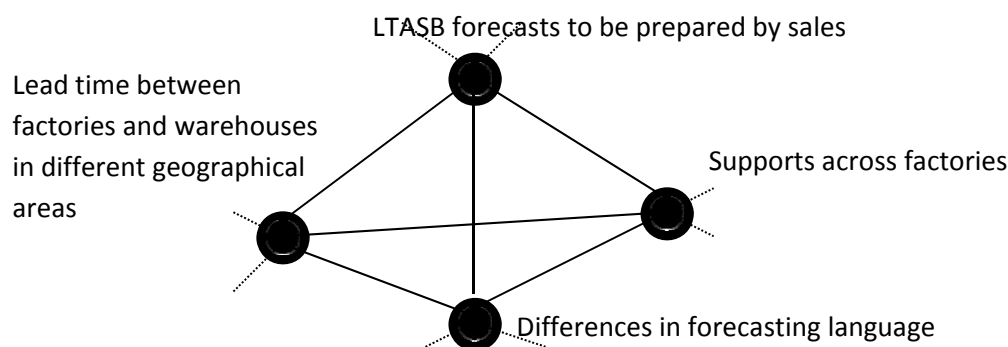 LTASB forecasts to be prepared by sales
Lead time between
factories and warehouses
in different geographical
areas
Supports across factories
Differences in forecasting language